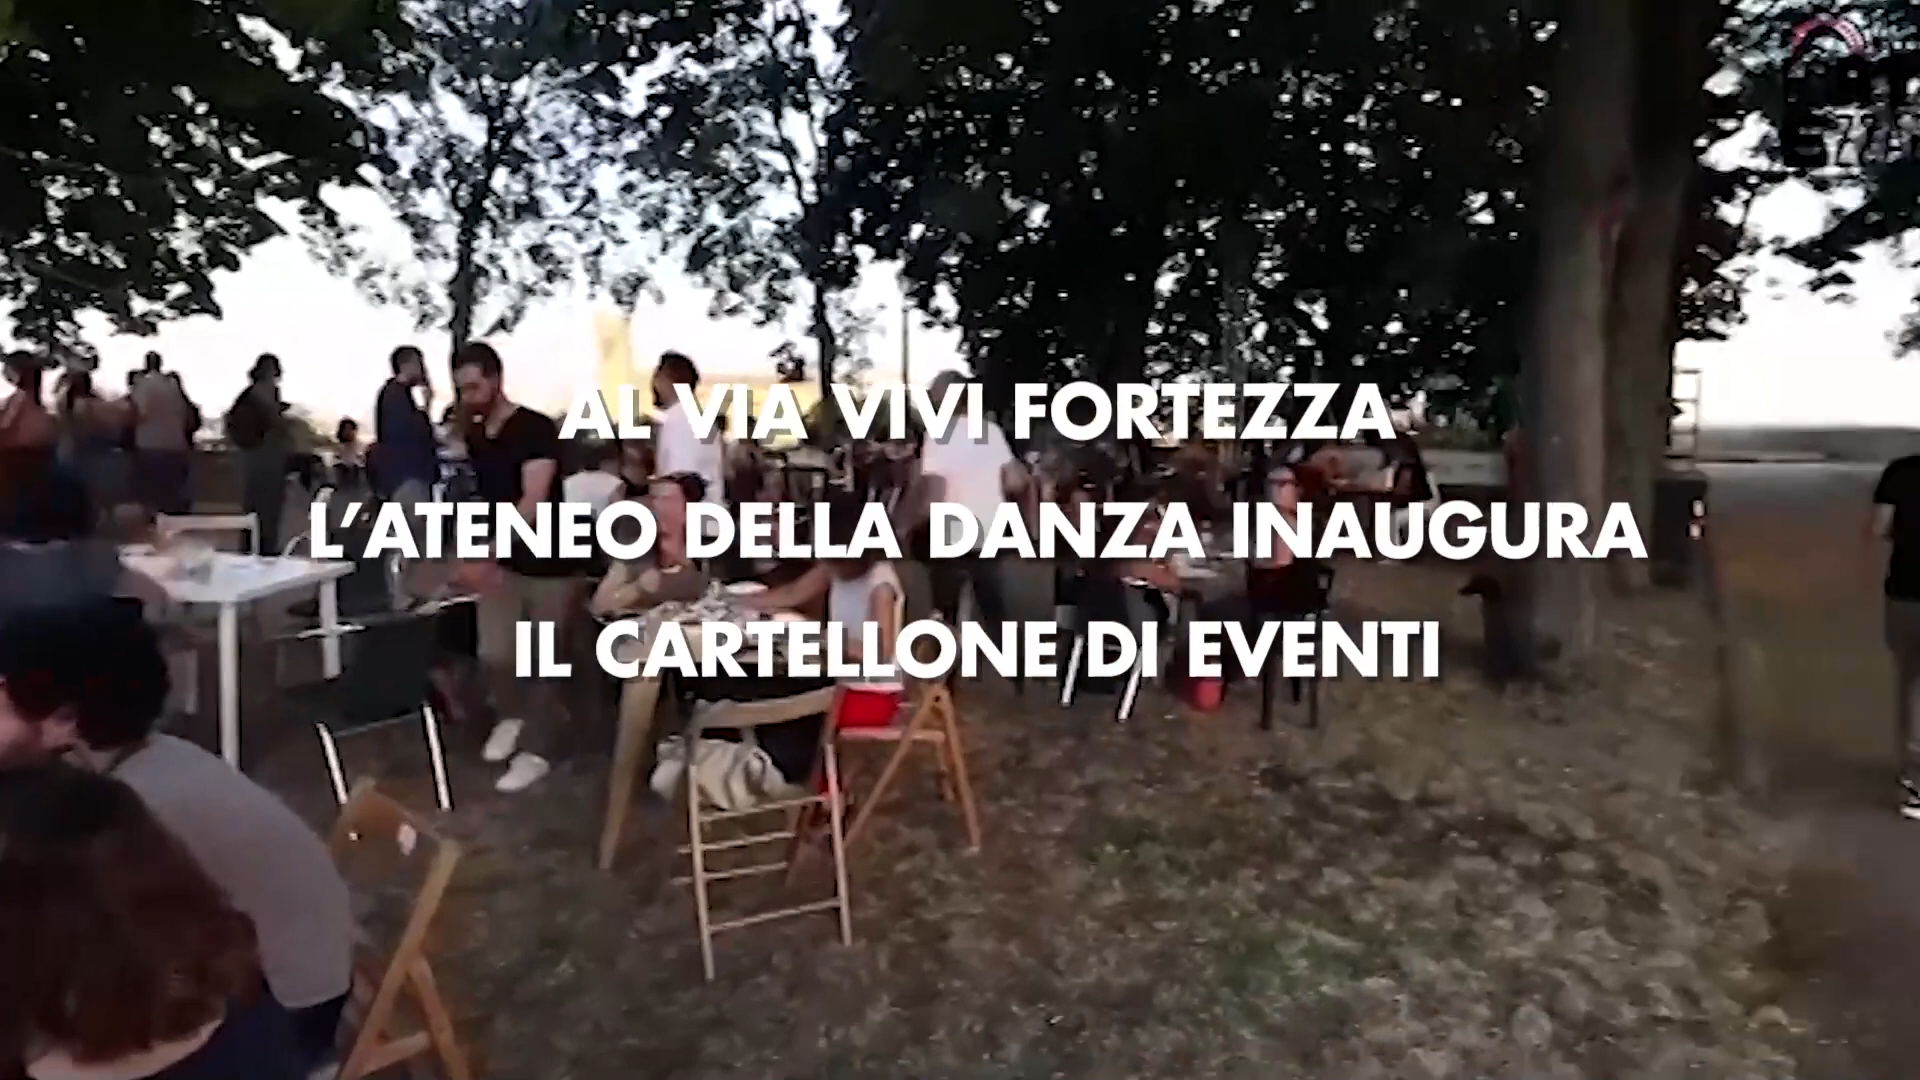 AL VIA VIVI FORTEZZA
L’ATENEO DELLA DANZA INAUGURA
IL CARTELLONE DI EVENTI